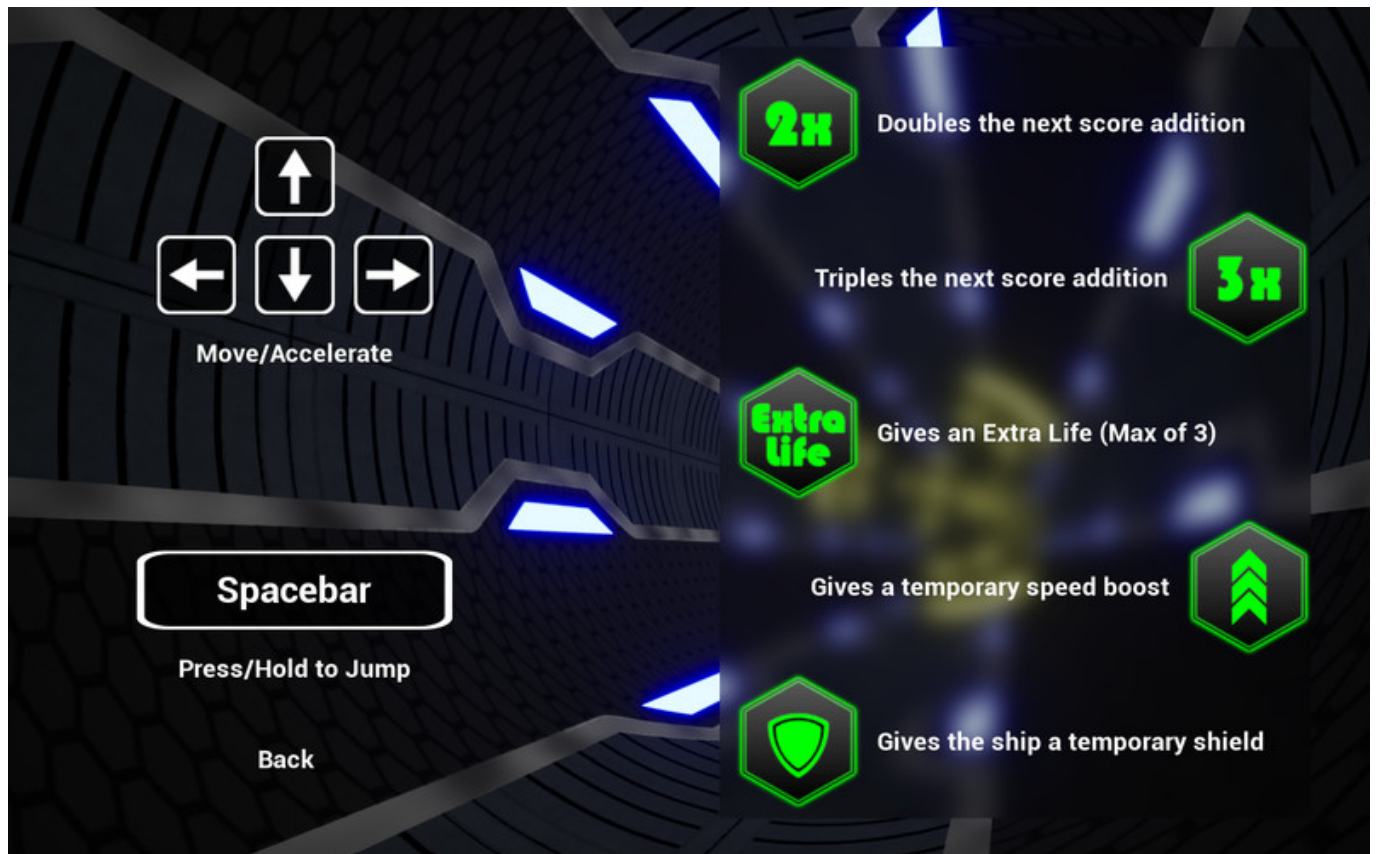 Move/Accelerate
Spacebar
Press/Hold to Jump
Back
2x
Doubles the next score addition
Triples the next score addition
3x
Extra
Life
Gives an Extra Life (Max of 3)
Gives a temporary speed boost
Gives the ship a temporary shield